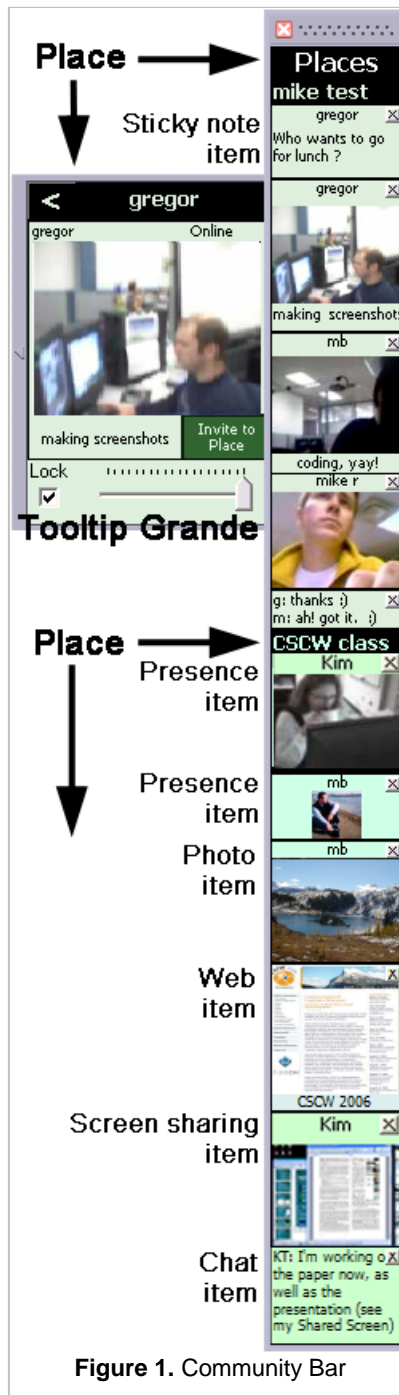 Place
Places
mike test
Sticky note
item
gregor
Who wants to go
for lunch ?
<
gregor
gregor
Online
making screenshots
Invite to
Place
Lock
Tooltip Grande
gregor
making screenshots
mb
coding, yay!
mike r
g: thanks :)
m: ah! got it. :)
Place
CSCW class
Presence
item
Kim
Presence
item
mb
Photo
item
mb
Web
item
CSCW 2006
Screen sharing
item
Kim
Chat
item
KT: I'm working o
the paper now, as
well as the
presentation (see
my Shared Screen)
Figure 1. Community Bar